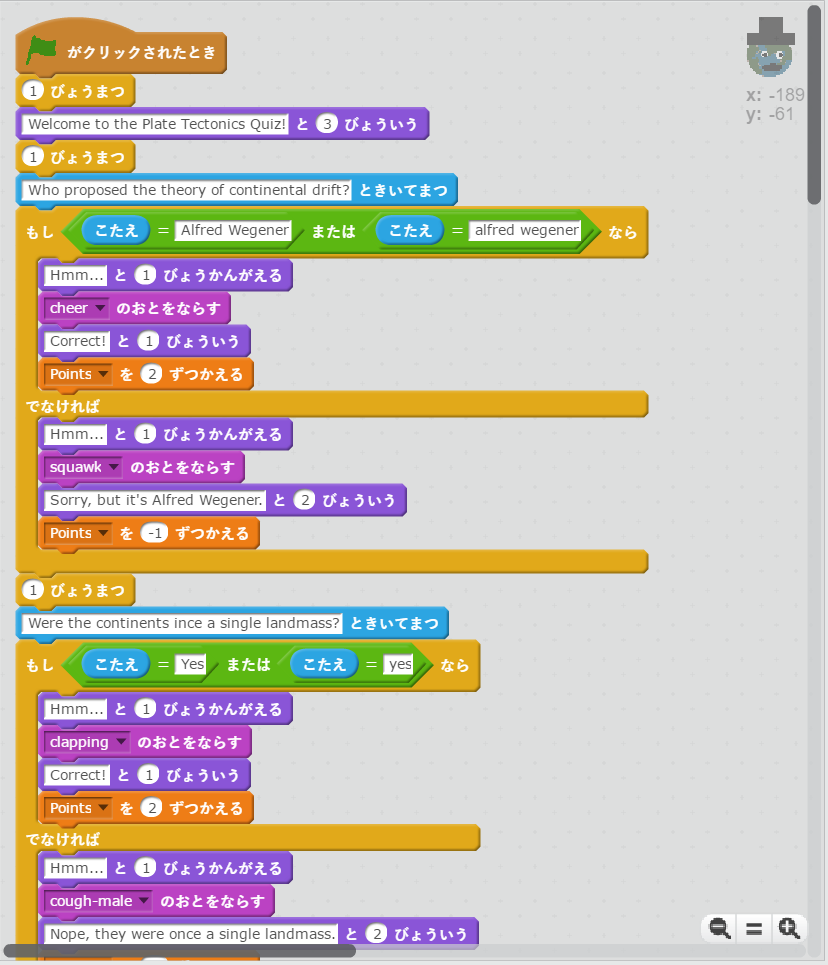 がクリックされたとき
1 びょうまつ
Welcome to the Plate Tectonics Quiz! と 3 びょういう
1 びょうまつ
Who proposed the theory of continental drift? ときいてまつ
もし こたえ = Alfred Wegener または こたえ = alfred wegener なら
Hmm... と 1 びょうかんがえる
cheer のおとをならす
Correct! と 1 びょういう
Points を 2 ずつかえる
でなければ
Hmm... と 1 びょうかんがえる
squawk のおとをならす
Sorry, but it's Alfred Wegener. と 2 びょういう
Points を -1 ずつかえる
1 びょうまつ
Were the continents ince a single landmass? ときいてまつ
もし こたえ = Yes または こたえ = yes なら
Hmm... と 1 びょうかんがえる
clapping のおとをならす
Correct! と 1 びょういう
Points を 2 ずつかえる
でなければ
Hmm... と 1 びょうかんがえる
cough-male のおとをならす
Nope, they were once a single landmass. と 2 びょういう
x: -189
y: -61